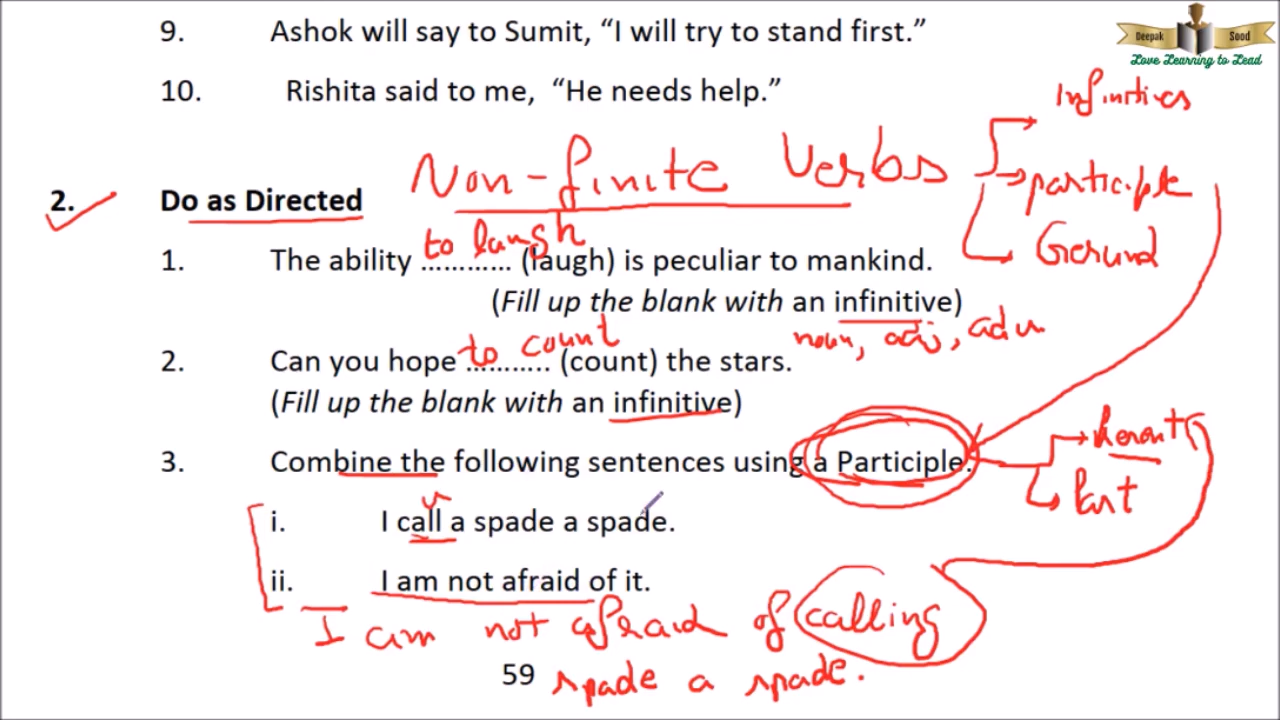 9. Ashok will say to Sumit, “I will try to stand first.”
Deepak Sood
Love Learning to Lead
10. Rishita said to me, “He needs help.”
Infinitives
Non-finite Verbs
participle
2. Do as Directed
to laugh
Gerund
1. The ability ………… (laugh) is peculiar to mankind.
(Fill up the blank with an infinitive)
noun, adj, adv
to count
2. Can you hope ……….. (count) the stars.
(Fill up the blank with an infinitive)
3. Combine the following sentences using a Participle.
Past
i. I call a spade a spade.
ii. I am not afraid of it.
I am not afraid of calling
59
spade a spade.